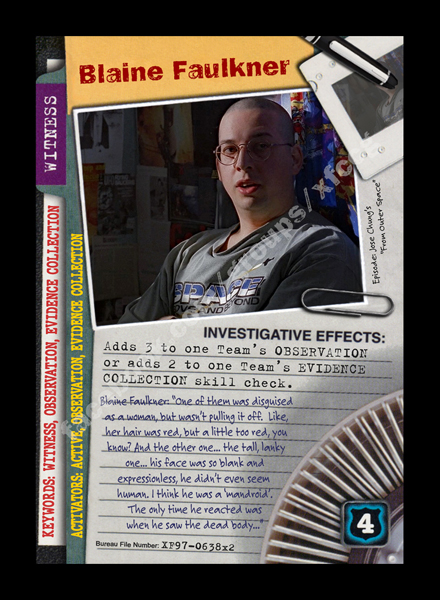 Blaine Faulkner
WITNESS
KEYWORDS: WITNESS, OBSERVATION, EVIDENCE COLLECTION
ACTIVATORS: ACTIVE, OBSERVATION, EVIDENCE COLLECTION
SPACE
Episode: Jose Chung's
"From Outer Space"
INVESTIGATIVE EFFECTS:
Adds 3 to one Team's OBSERVATION
or adds 2 to one Team's EVIDENCE
COLLECTION skill check.
Blaine Faulkner: "One of them was disguised
as a woman, but wasn't pulling it off. Like,
her hair was red, but a little too red, you
know? And the other one... the tall, lanky
one... his face was so blank and
expressionless, he didn't even seem
human. I think he was a 'mandroid'.
The only time he reacted was
when he saw the dead body..."
4
Bureau File Number: XF97-0638x2